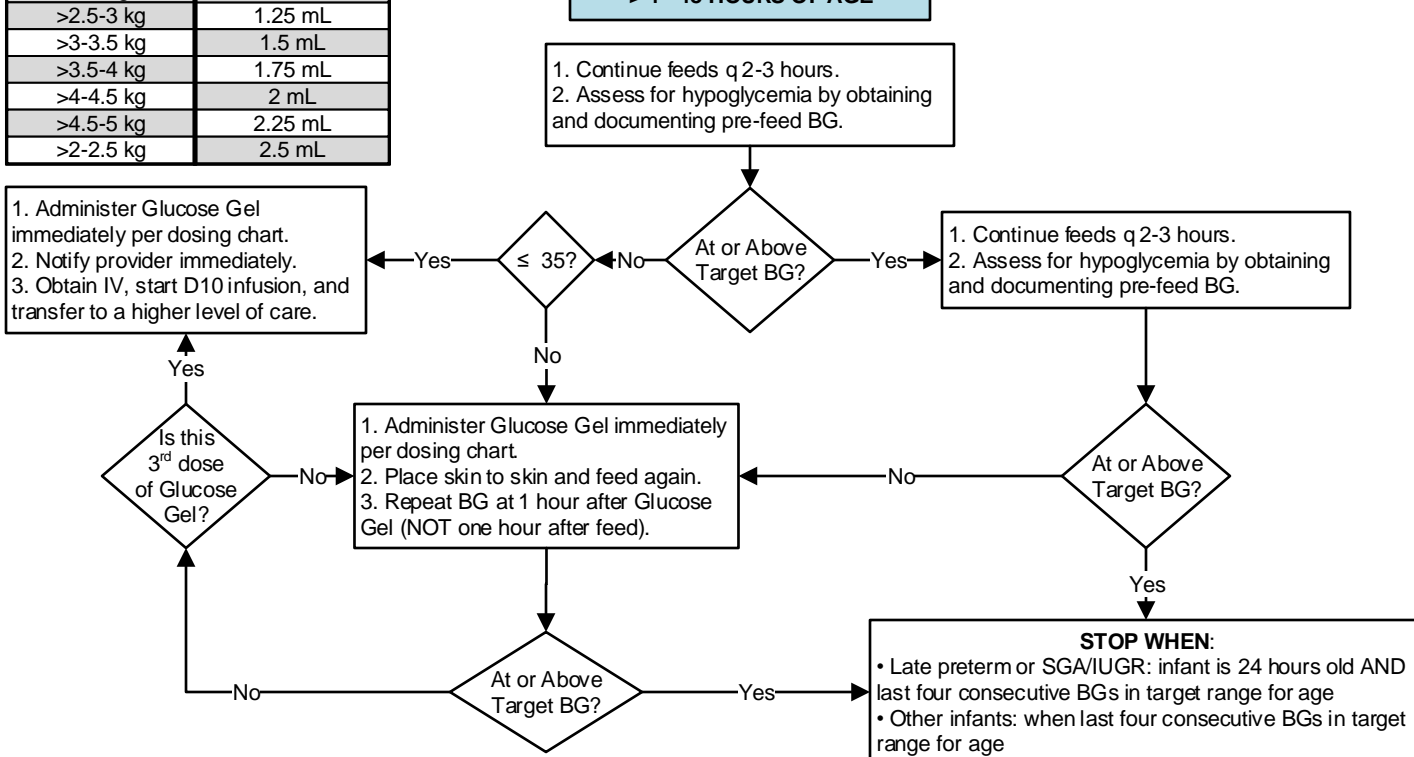 >2.5-3 kg 1.25 mL
>3-3.5 kg 1.5 mL
>3.5-4 kg 1.75 mL
>4-4.5 kg 2 mL
>4.5-5 kg 2.25 mL
>2-2.5 kg 2.5 mL
HOURS OF AGE
1. Continue feeds q 2-3 hours.
2. Assess for hypoglycemia by obtaining
and documenting pre-feed BG.
At or Above
Target BG?
No
Yes
≤ 35?
Yes
No
1. Administer Glucose Gel
immediately per dosing chart.
2. Notify provider immediately.
3. Obtain IV, start D10 infusion, and
transfer to a higher level of care.
1. Continue feeds q 2-3 hours.
2. Assess for hypoglycemia by obtaining
and documenting pre-feed BG.
Yes
Is this
3rd dose
of Glucose
Gel?
No
1. Administer Glucose Gel immediately
per dosing chart.
2. Place skin to skin and feed again.
3. Repeat BG at 1 hour after Glucose
Gel (NOT one hour after feed).
No
At or Above
Target BG?
Yes
No
At or Above
Target BG?
Yes
STOP WHEN:
• Late preterm or SGA/IUGR: infant is 24 hours old AND
last four consecutive BGs in target range for age
• Other infants: when last four consecutive BGs in target
range for age